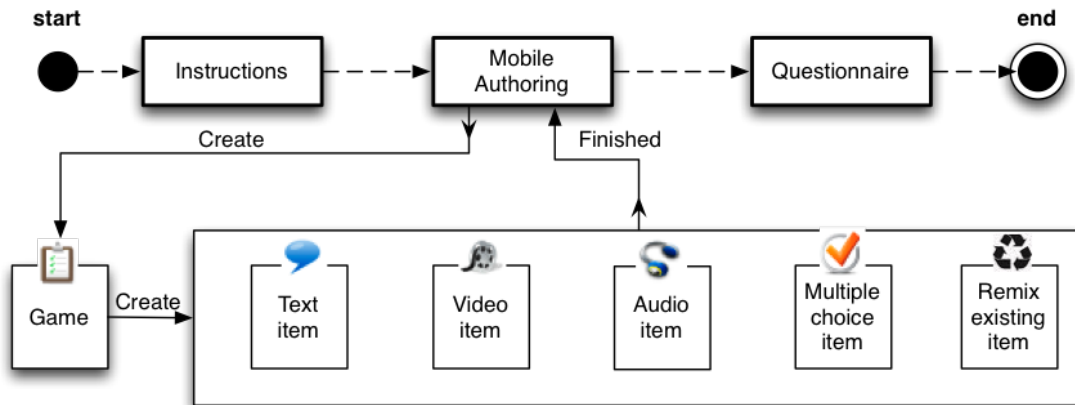 start
end
Instructions
Mobile
Authoring
Questionnaire
Create
Finished
Game
Create
Text
item
Video
item
Audio
item
Multiple
choice
item
Remix
existing
item